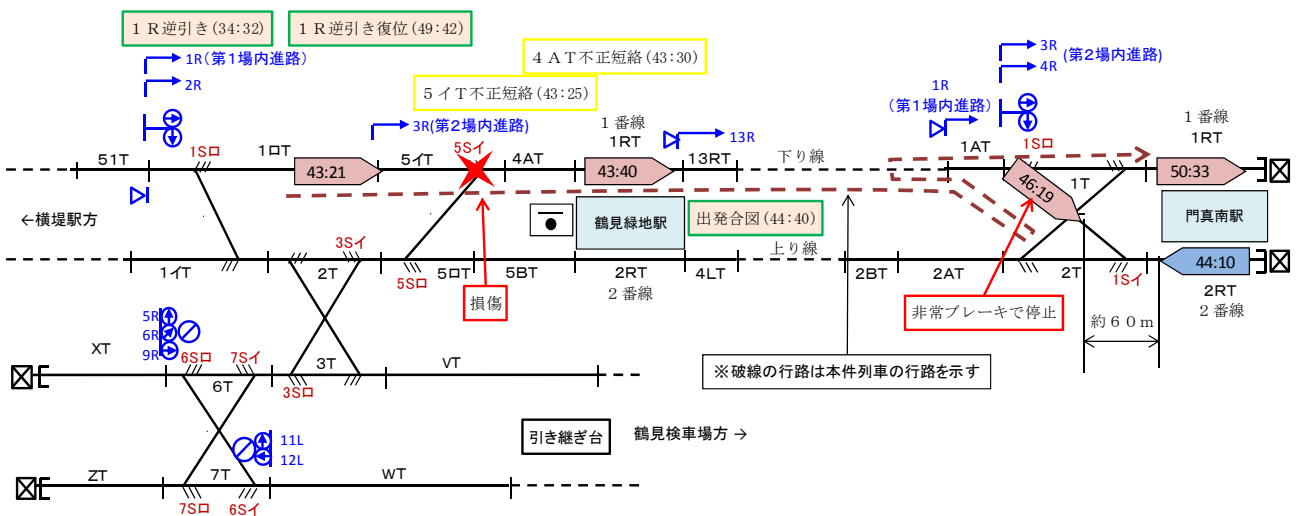 １Ｒ逆引き(34:32)
１Ｒ逆引き復位(49:42)
４ＡＴ不正短絡(43:30)
５イＴ不正短絡(43:25)
1R(第１場内進路)
2R
3R(第２場内進路)
5Sイ
１番線
1RT
13R
3R
4R
(第２場内進路)
1R
(第１場内進路)
１番線
1RT
51T
1Sロ
1ロT
43:21
5イT
4AT
43:40
13RT
下り線
1AT
1Sロ
1T
46:19
50:33
←横堤駅方
鶴見緑地駅
出発合図(44:40)
門真南駅
上り線
1イT
3Sイ
2T
5Sロ
5ロT
5BT
2RT
２番線
4LT
2BT
2AT
2T
1Sイ
44:10
2RT
２番線
損傷
非常ブレーキで停止
約６０ｍ
5R
6R
9R
XT
6Sロ
7Sイ
6T
3Sロ
3T
VT
※破線の行路は本件列車の行路を示す
11L
12L
引き継ぎ台
鶴見検車場方→
ZT
7Sロ
7T
6Sイ
WT